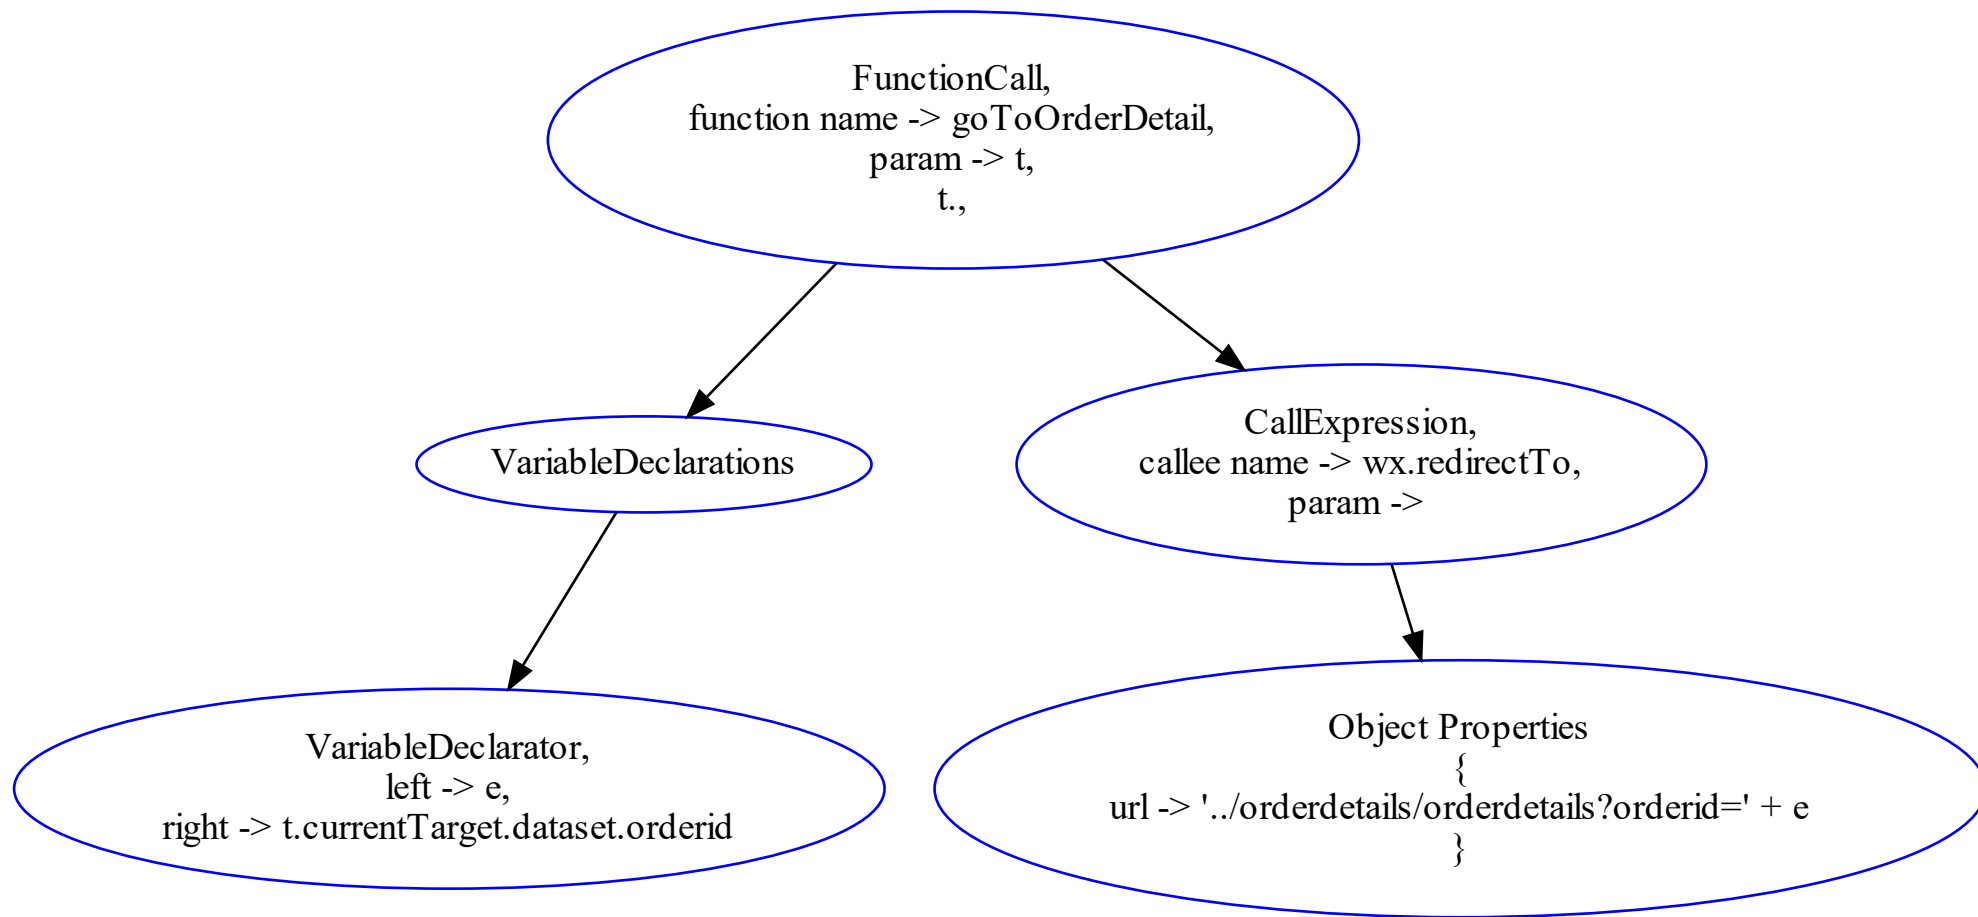 FunctionCall,
function name -> goToOrderDetail,
param -> t,
t.,
VariableDeclarations
CallExpression,
callee name -> wx.redirectTo,
param ->
VariableDeclarator,
left -> e,
right -> t.currentTarget.dataset.orderid
Object Properties
{
url -> '../orderdetails/orderdetails?orderid=' + e
}